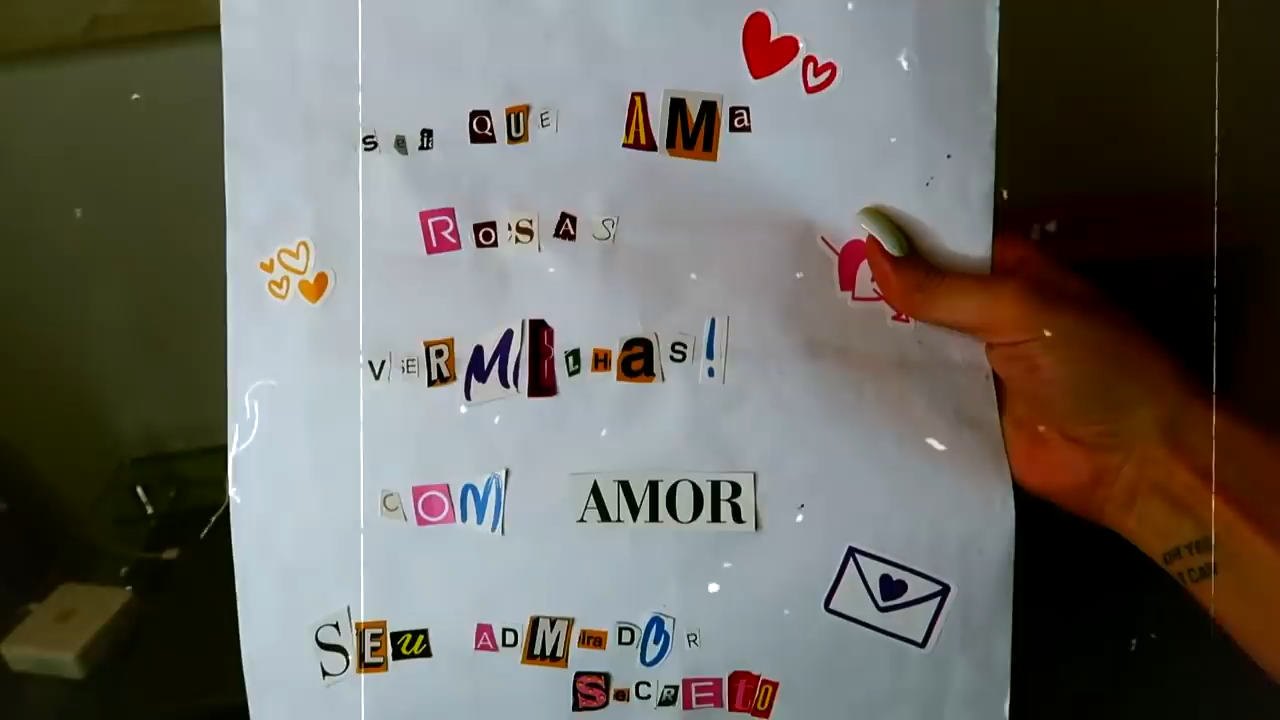 sei QUE AMa
RoSAS
VERMELHas!
COM AMOR
SEu ADMiraDOR
SeCREtO